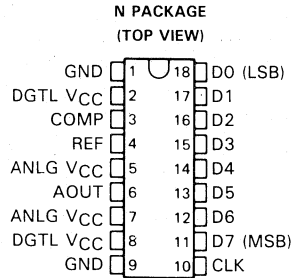 N PACKAGE
(TOP VIEW)
GND 1 18 D0 (LSB)
DGTL VCC 2 17 D1
COMP 3 16 D2
REF 4 15 D3
ANLG VCC 5 14 D4
AOUT 6 13 D5
ANLG VCC 7 12 D6
DGTL VCC 8 11 D7 (MSB)
GND 9 10 CLK